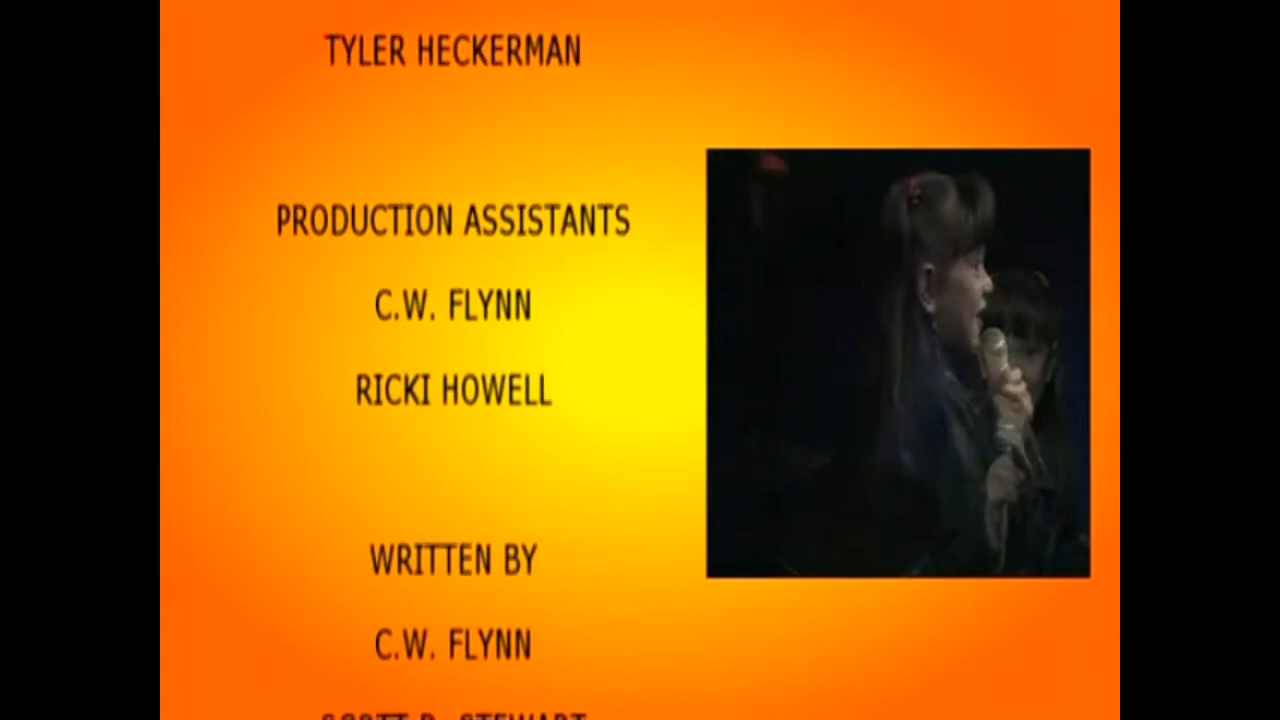 TYLER HECKERMAN
PRODUCTION ASSISTANTS
C.W. FLYNN
RICKI HOWELL
WRITTEN BY
C.W. FLYNN